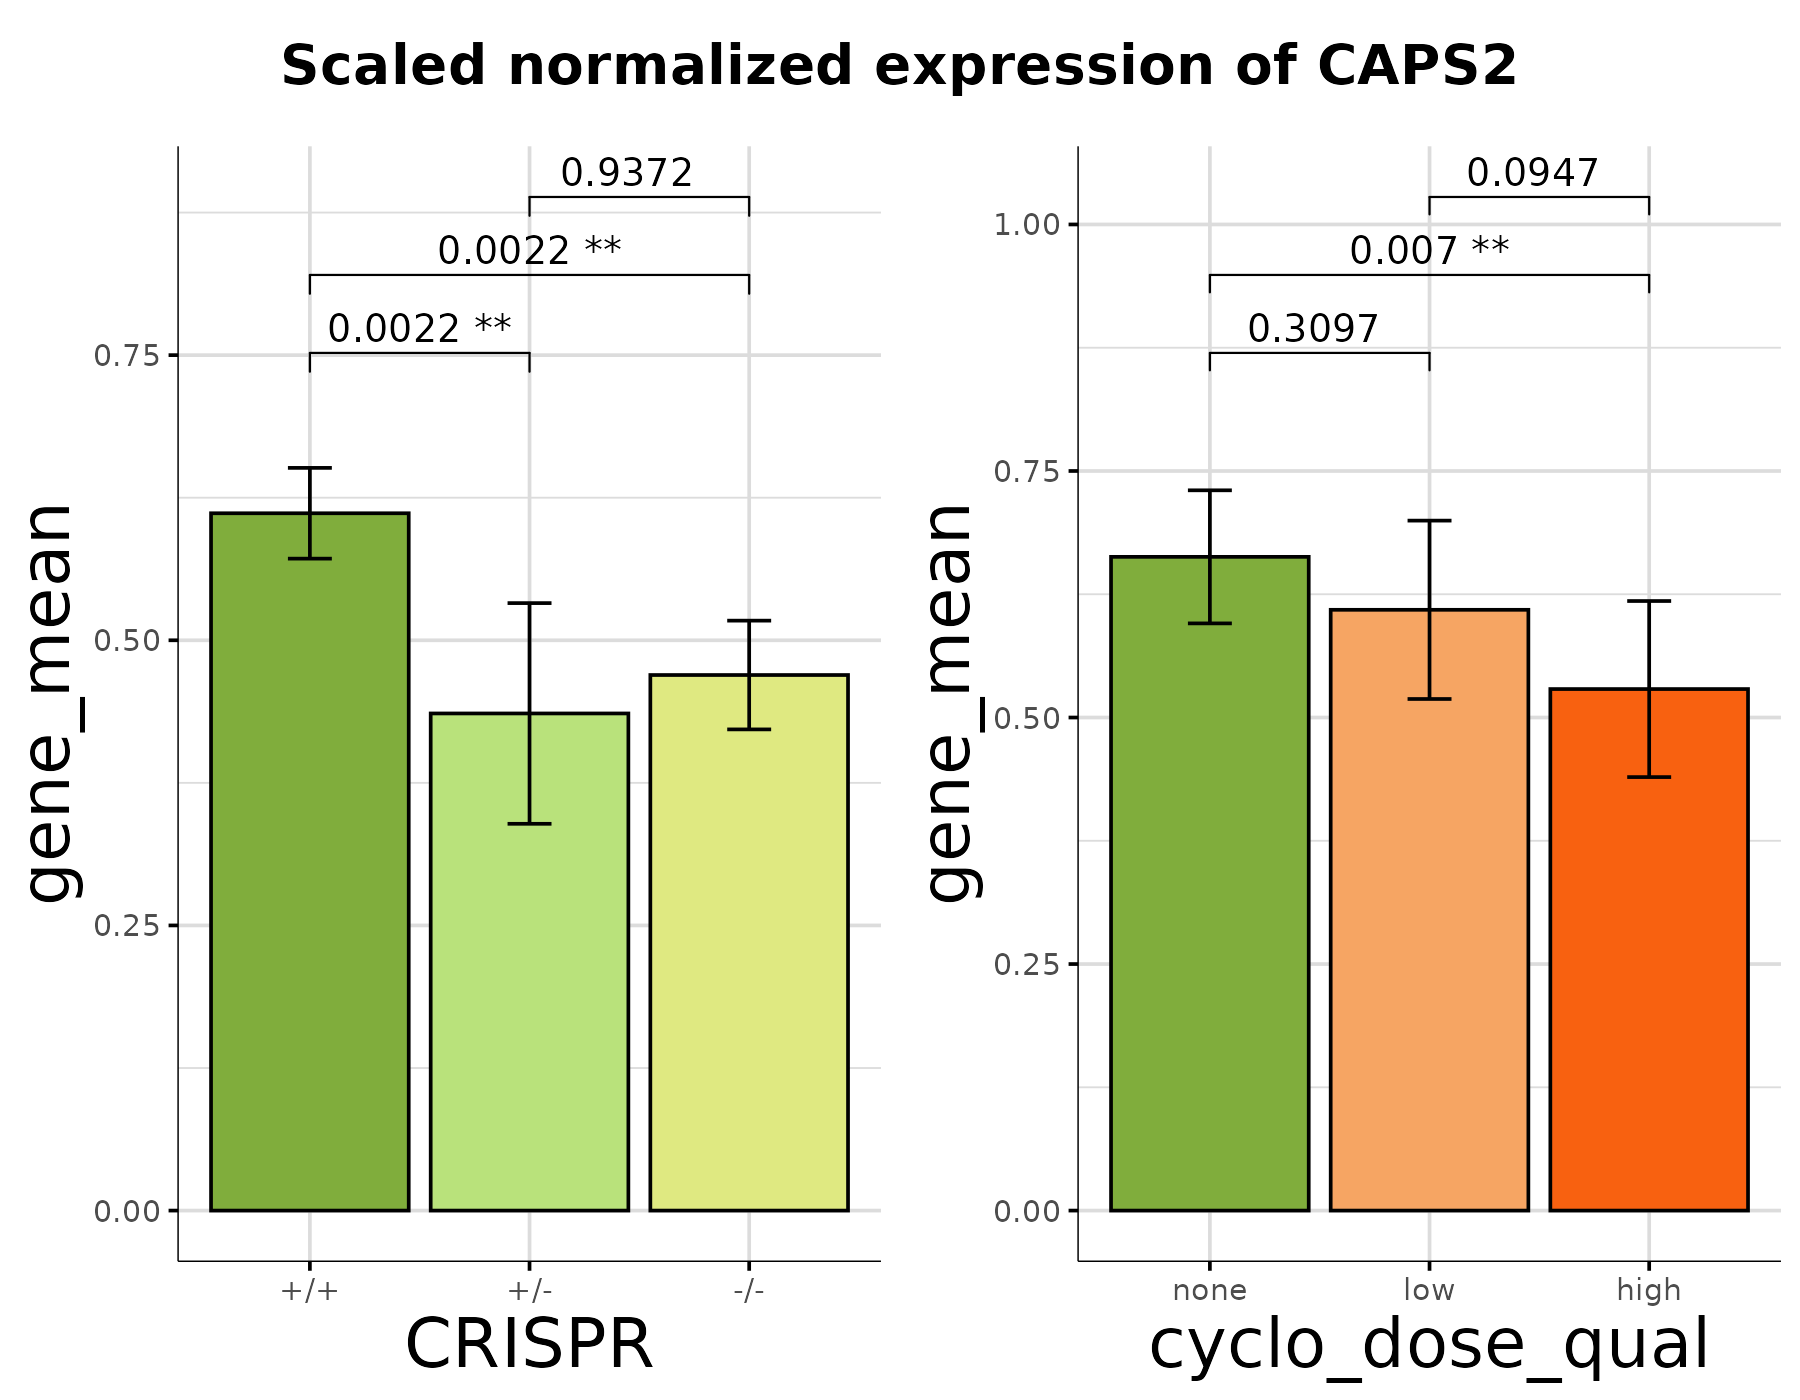 Scaled normalized expression of CAPS2
gene_mean
0.75
0.50
0.25
0.00
0.9372
0.0022 **
0.0022 **
+/+
+/-
-/-
CRISPR
gene_mean
1.00
0.75
0.50
0.25
0.00
0.0947
0.007 **
0.3097
none
low
high
cyclo_dose_qual